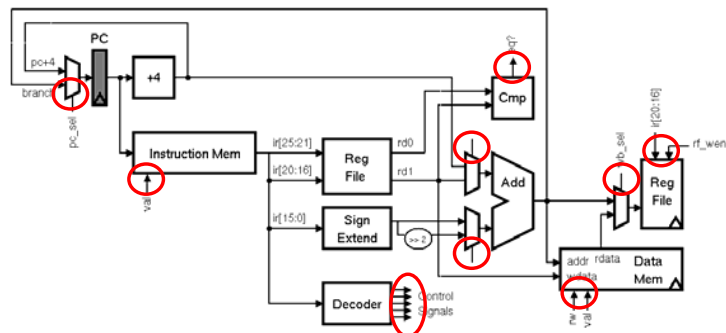 PC
pc+4
branch
pc_sel
+4
Instruction Mem
val
ir[25:21]
ir[20:16]
ir[15:0]
Reg
File
rd0
rd1
Sign
Extend
>> 2
Decoder
Control
Signals
eq?
Cmp
Add
wb_sel
ir[20:16]
rf_wen
Reg
File
rdata
addr
wdata
Data
Mem
rw
val